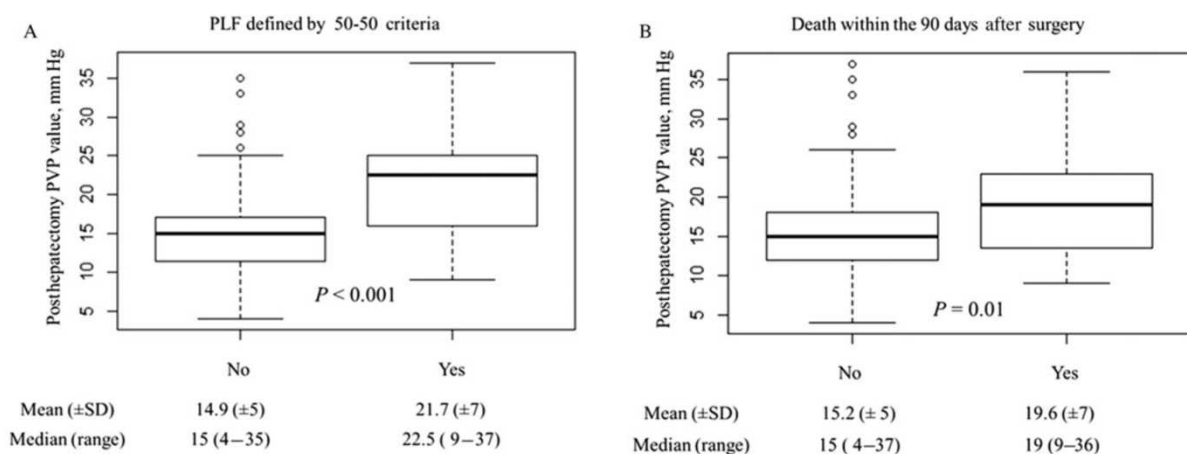 A
PLF defined by 50-50 criteria
Posthepatectomy PVP value, mm Hg
35
30
25
20
15
10
5
P < 0.001
No Yes
Mean (±SD) 14.9 (±5) 21.7 (±7)
Median (range) 15 (4–35) 22.5 ( 9–37)
B
Death within the 90 days after surgery
Posthepatectomy PVP value, mm Hg
35
30
25
20
15
10
5
P = 0.01
No Yes
Mean (±SD) 15.2 (± 5) 19.6 (±7)
Median (range) 15 ( 4–37) 19 (9–36)